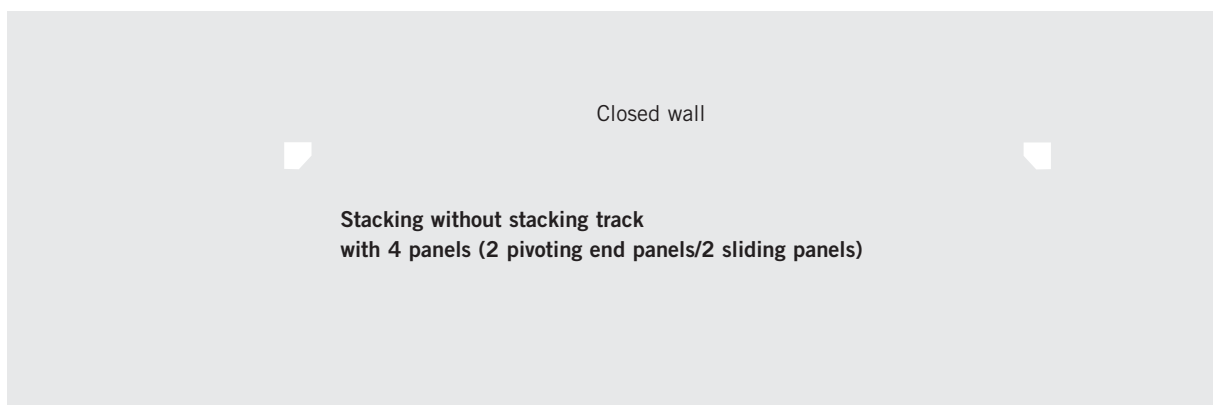 Closed wall
Stacking without stacking track
with 4 panels (2 pivoting end panels/2 sliding panels)